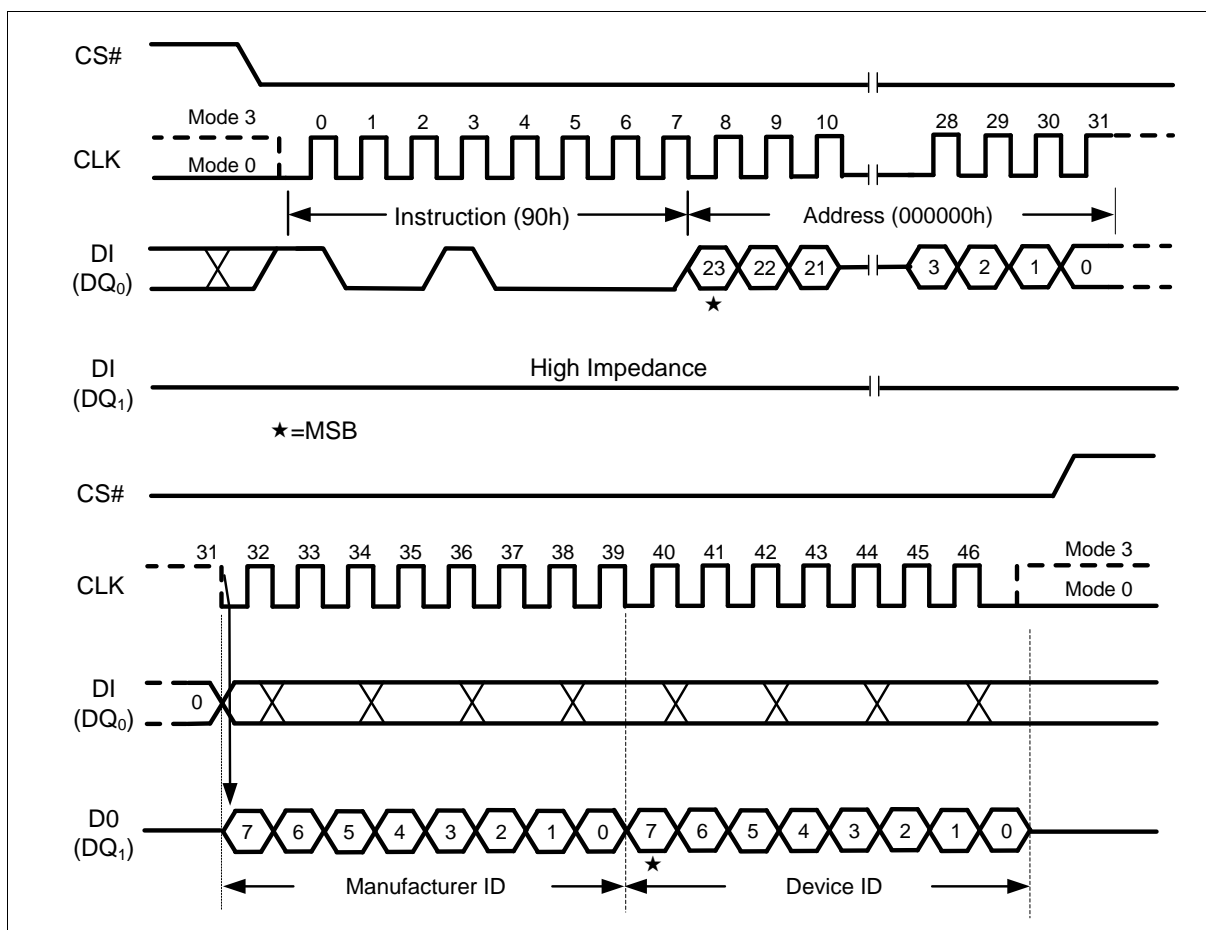 CS#
Mode 3
0 1 2 3 4 5 6 7 8 9 10 28 29 30 31
CLK
Mode 0
Instruction (90h) Address (000000h)
DI
(DQ0)
23 22 21 3 2 1 0
★
DI
(DQ1)
High Impedance
★=MSB
CS#
31 32 33 34 35 36 37 38 39 40 41 42 43 44 45 46
Mode 3
CLK
Mode 0
DI
(DQ0)
0
D0
(DQ1)
7 6 5 4 3 2 1 0 7 6 5 4 3 2 1 0
★
Manufacturer ID Device ID